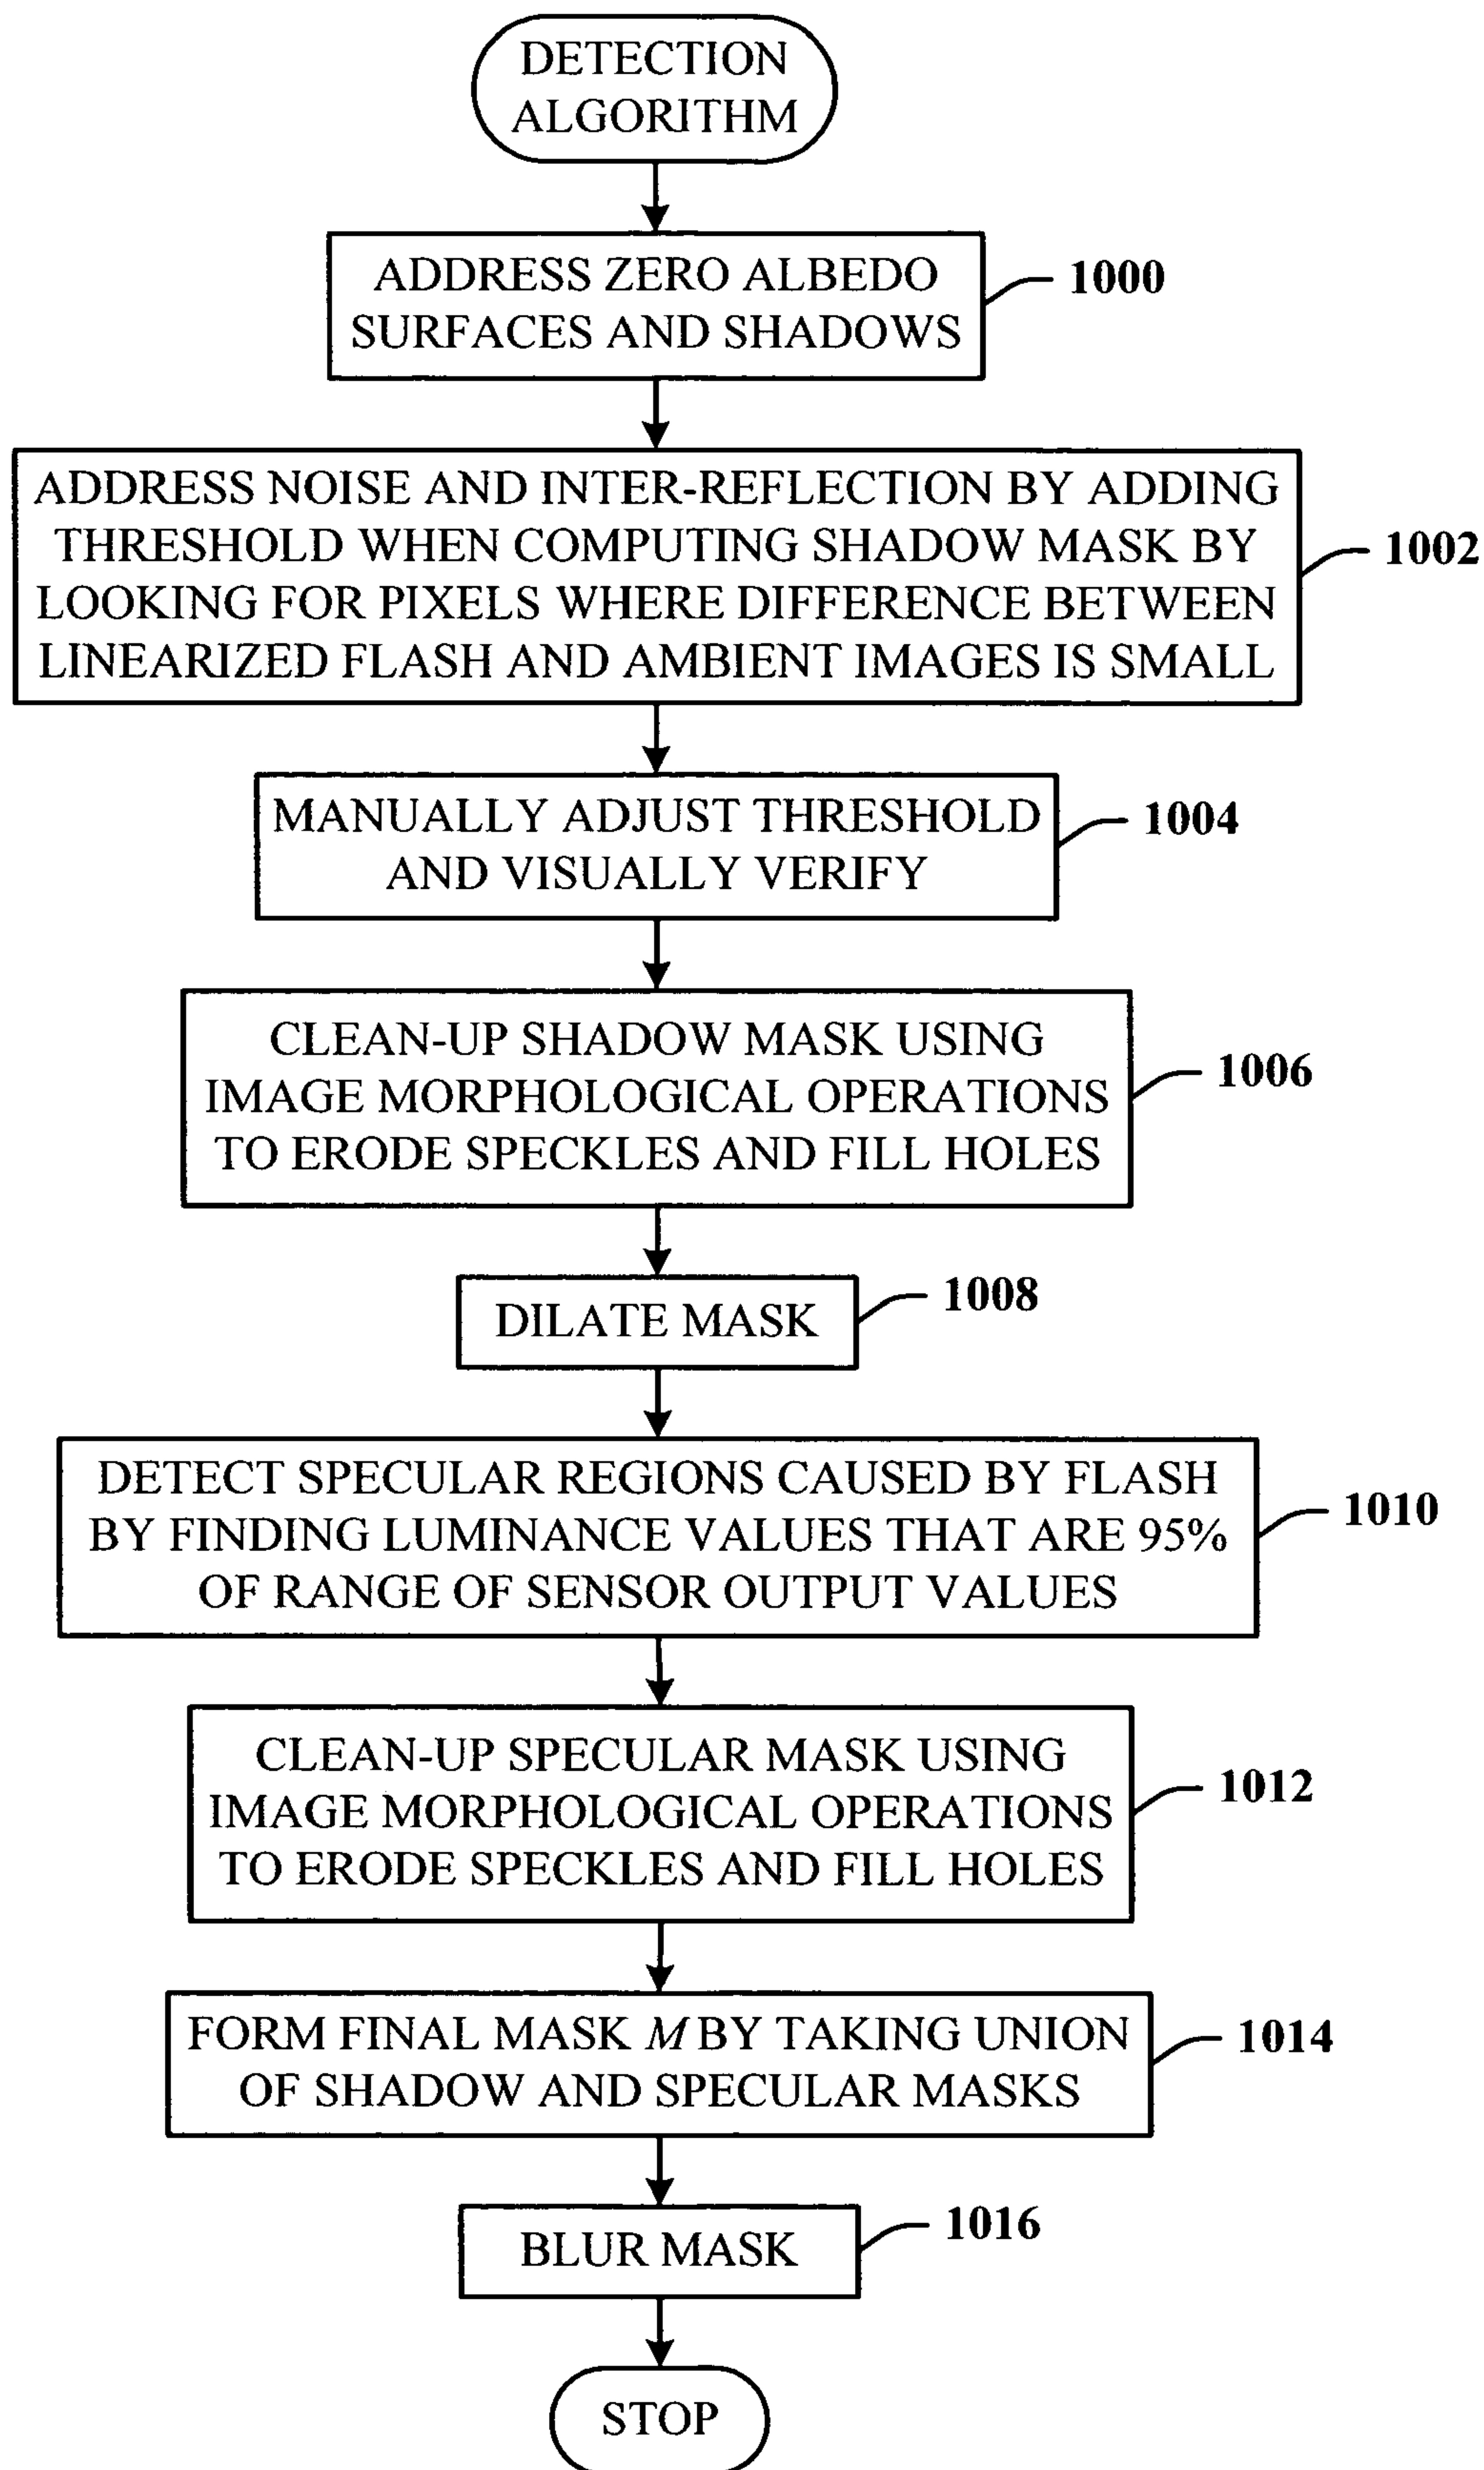 DETECTION
ALGORITHM
ADDRESS ZERO ALBEDO
SURFACES AND SHADOWS
1000
ADDRESS NOISE AND INTER-REFLECTION BY ADDING
THRESHOLD WHEN COMPUTING SHADOW MASK BY
LOOKING FOR PIXELS WHERE DIFFERENCE BETWEEN
LINEARIZED FLASH AND AMBIENT IMAGES IS SMALL
1002
MANUALLY ADJUST THRESHOLD
AND VISUALLY VERIFY
1004
CLEAN-UP SHADOW MASK USING
IMAGE MORPHOLOGICAL OPERATIONS
TO ERODE SPECKLES AND FILL HOLES
1006
DILATE MASK
1008
DETECT SPECULAR REGIONS CAUSED BY FLASH
BY FINDING LUMINANCE VALUES THAT ARE 95%
OF RANGE OF SENSOR OUTPUT VALUES
1010
CLEAN-UP SPECULAR MASK USING
IMAGE MORPHOLOGICAL OPERATIONS
TO ERODE SPECKLES AND FILL HOLES
1012
FORM FINAL MASK M BY TAKING UNION
OF SHADOW AND SPECULAR MASKS
1014
BLUR MASK
1016
STOP